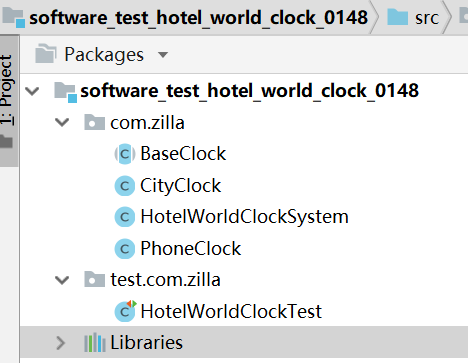 software_test_hotel_world_clock_0148 src
1: Project
Packages
software_test_hotel_world_clock_0148
com.zilla
BaseClock
CityClock
HotelWorldClockSystem
PhoneClock
test.com.zilla
HotelWorldClockTest
Libraries